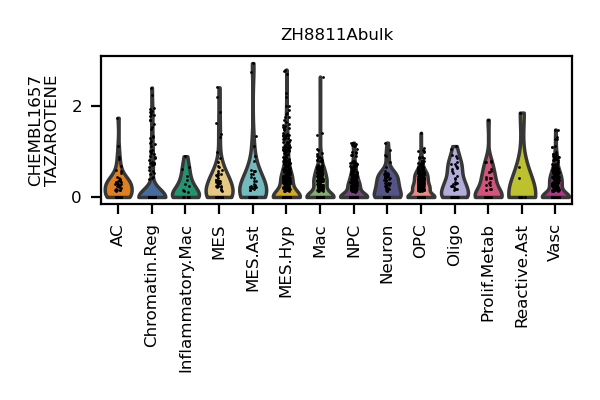 ZH8811Abulk
CHEMBL1657
TAZAROTENE
2
0
AC
Chromatin.Reg
Inflammatory.Mac
MES
MES.Ast
MES.Hyp
Mac
NPC
Neuron
OPC
Oligo
Prolif.Metab
Reactive.Ast
Vasc